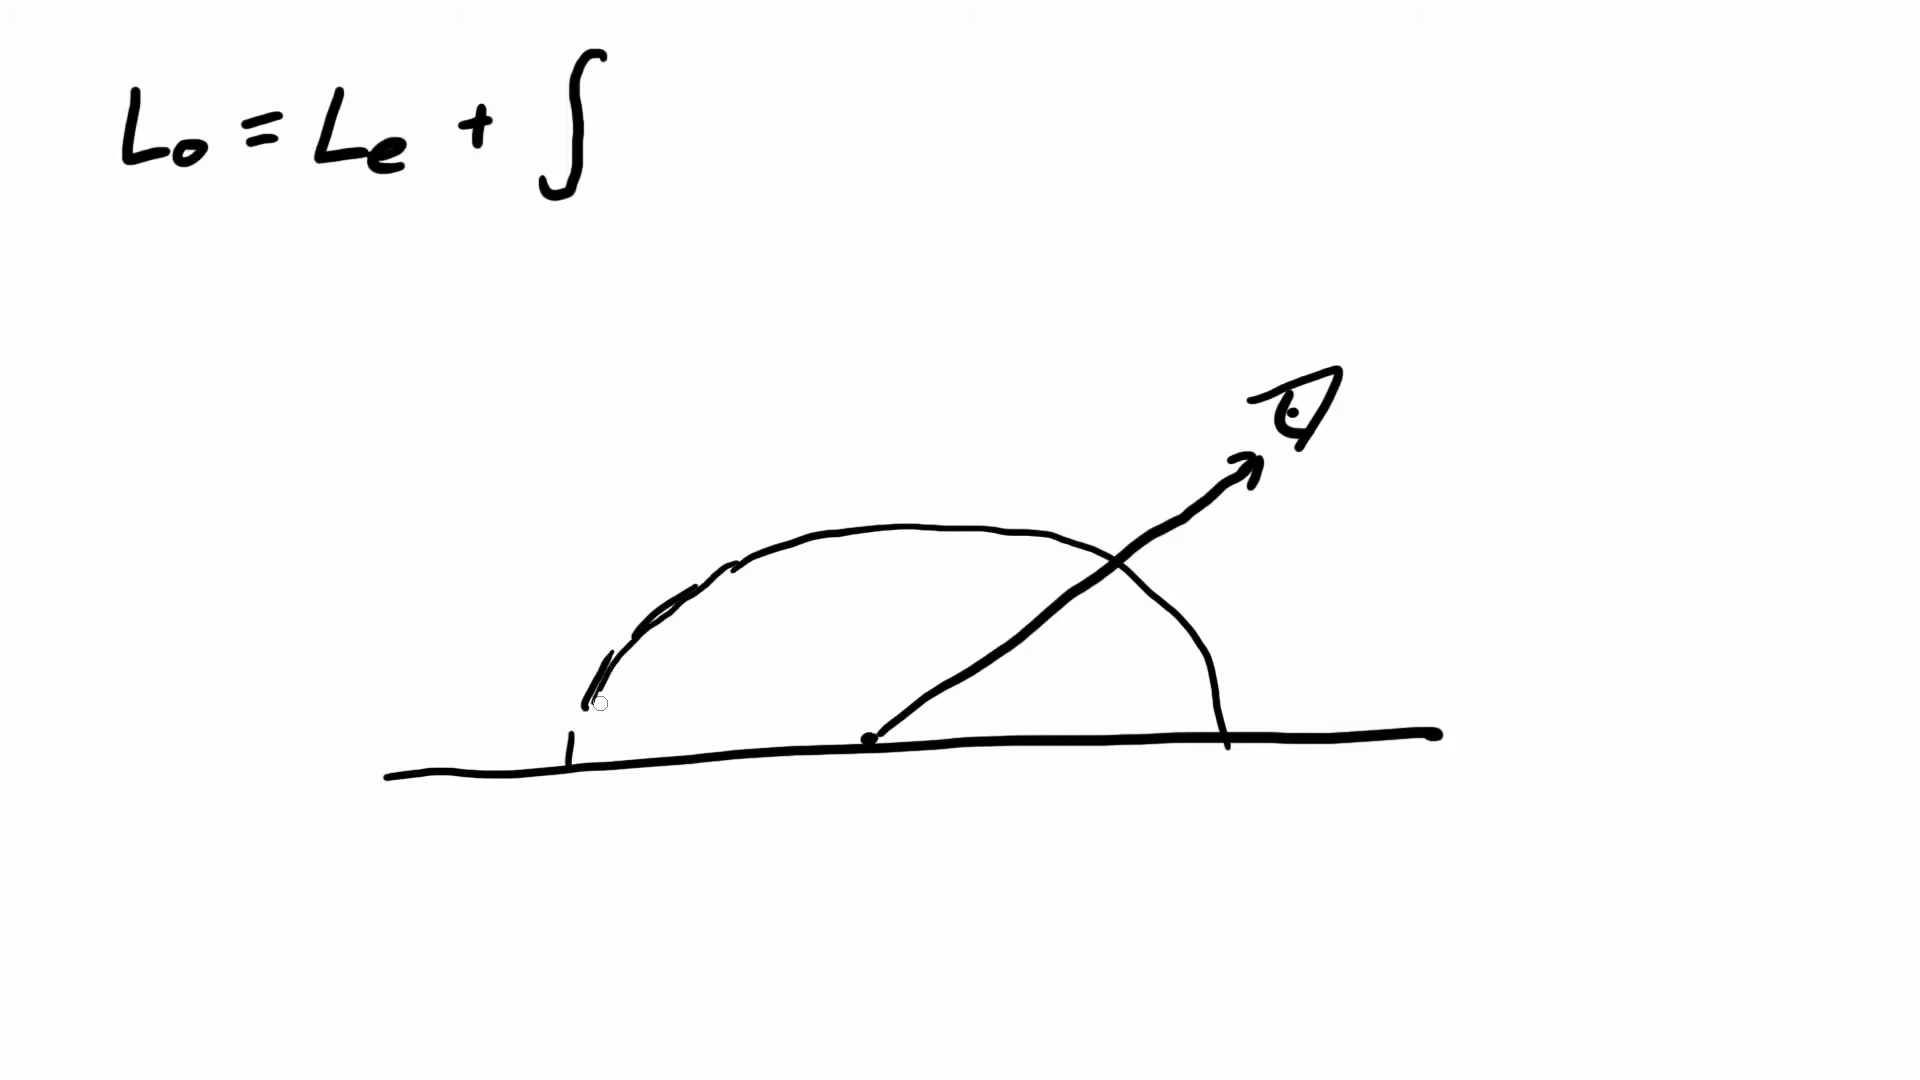 Lo = Le + ∫